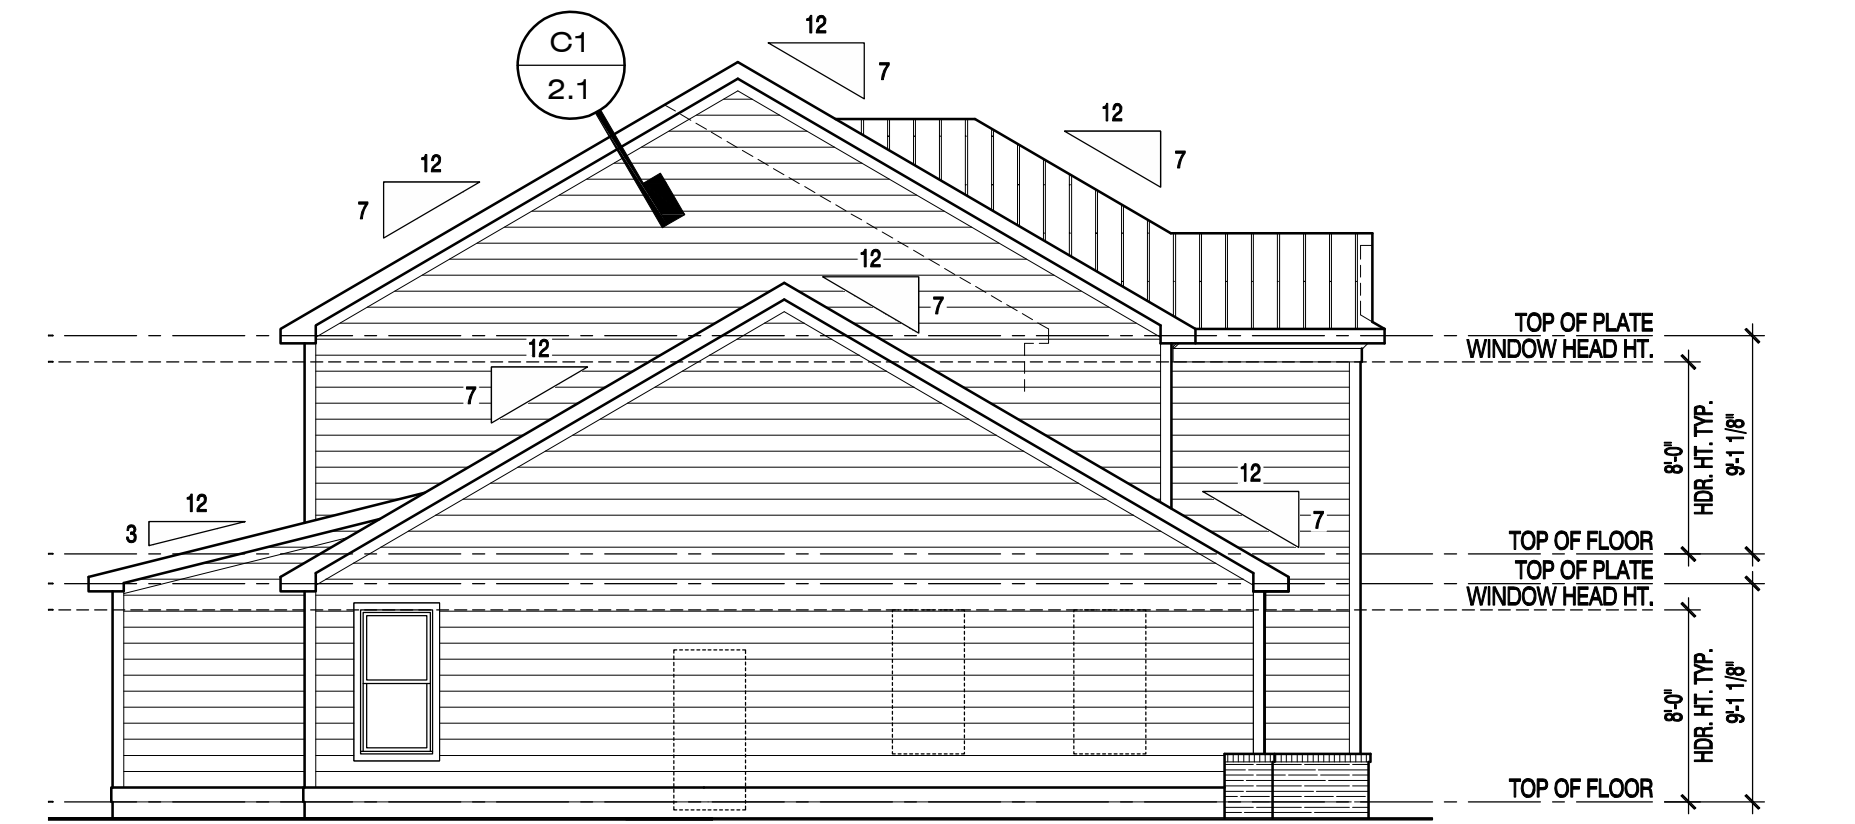 C1
2.1
12
7
12
7
12
7
12
7
12
7
12
7
12
3
TOP OF PLATE
WINDOW HEAD HT.
8'-0"
HDR. HT. TYP.
9'-1 1/8"
TOP OF FLOOR
TOP OF PLATE
WINDOW HEAD HT.
8'-0"
HDR. HT. TYP.
9'-1 1/8"
TOP OF FLOOR